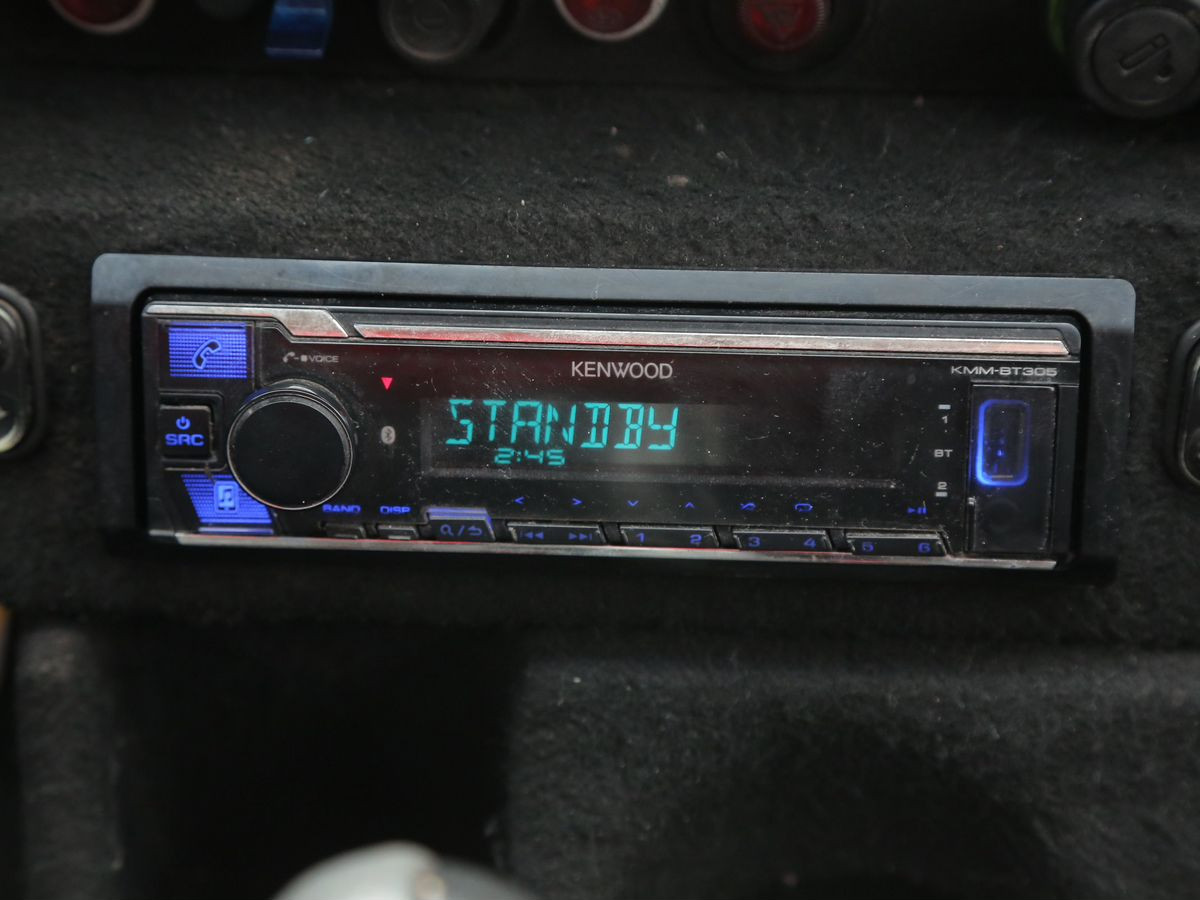 VOICE
KENWOOD
KMM-BT305
SRC
STANDBY
2:45
1
BT
2
BAND
DISP
1 2
3 4
5 6